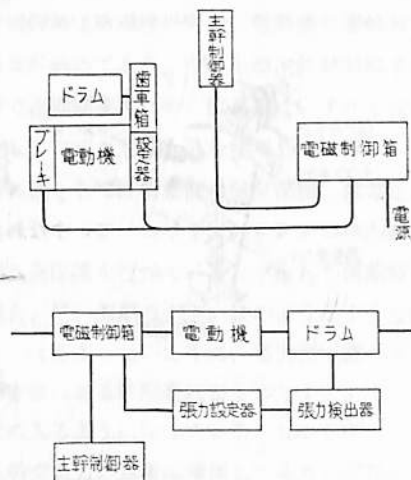 主幹制御器
ドラム
歯車箱
ブレーキ
電動機
設定器
電磁制御箱
電源
電磁制御箱
電動機
ドラム
張力設定器
張力検出器
主幹制御器